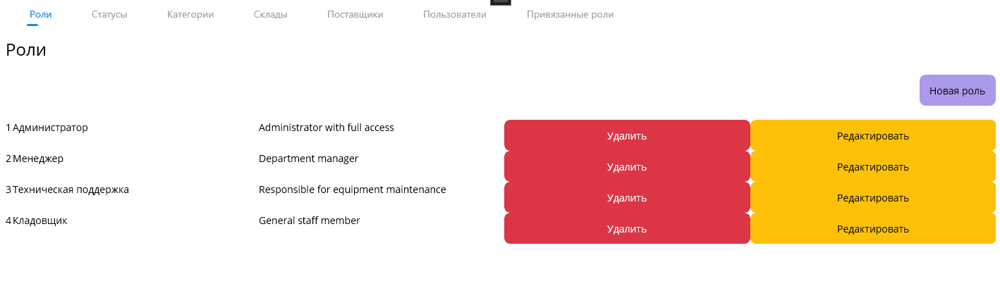 Роли Статусы Категории Склады Поставщики Пользователи Привязанные роли
Роли
Новая роль
1 Администратор Administrator with full access Удалить Редактировать
2 Менеджер Department manager Удалить Редактировать
3 Техническая поддержка Responsible for equipment maintenance Удалить Редактировать
4 Кладовщик General staff member Удалить Редактировать